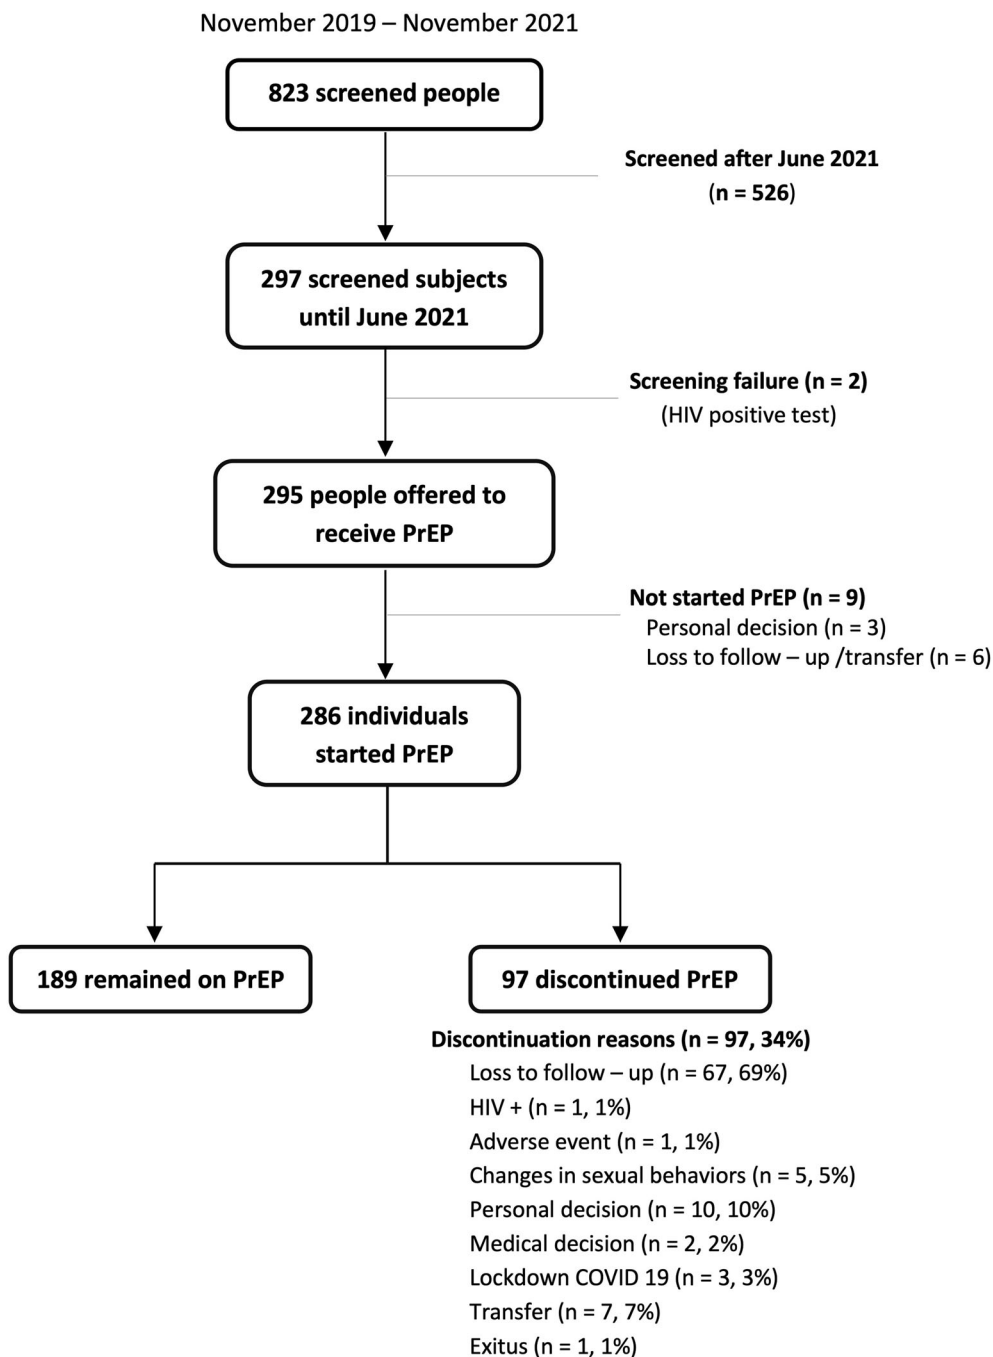 November 2019 – November 2021
823 screened people
Screened after June 2021
(n = 526)
297 screened subjects
until June 2021
Screening failure (n = 2)
(HIV positive test)
295 people offered to
receive PrEP
Not started PrEP (n = 9)
Personal decision (n = 3)
Loss to follow – up /transfer (n = 6)
286 individuals
started PrEP
189 remained on PrEP
97 discontinued PrEP
Discontinuation reasons (n = 97, 34%)
Loss to follow – up (n = 67, 69%)
HIV + (n = 1, 1%)
Adverse event (n = 1, 1%)
Changes in sexual behaviors (n = 5, 5%)
Personal decision (n = 10, 10%)
Medical decision (n = 2, 2%)
Lockdown COVID 19 (n = 3, 3%)
Transfer (n = 7, 7%)
Exitus (n = 1, 1%)